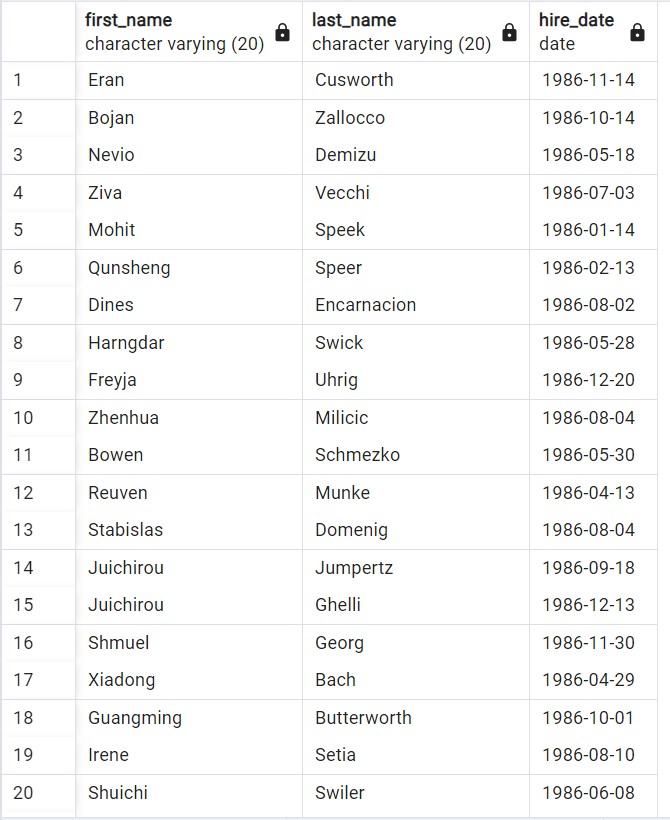 first_name last_name hire_date
character varying (20) character varying (20) date
1 Eran Cusworth 1986-11-14
2 Bojan Zallocco 1986-10-14
3 Nevio Demizu 1986-05-18
4 Ziva Vecchi 1986-07-03
5 Mohit Speek 1986-01-14
6 Qunsheng Speer 1986-02-13
7 Dines Encarnacion 1986-08-02
8 Harngdar Swick 1986-05-28
9 Freyja Uhrig 1986-12-20
10 Zhenhua Milicic 1986-08-04
11 Bowen Schmezko 1986-05-30
12 Reuven Munke 1986-04-13
13 Stabislas Domenig 1986-08-04
14 Juichirou Jumpertz 1986-09-18
15 Juichirou Ghelli 1986-12-13
16 Shmuel Georg 1986-11-30
17 Xiadong Bach 1986-04-29
18 Guangming Butterworth 1986-10-01
19 Irene Setia 1986-08-10
20 Shuichi Swiler 1986-06-08